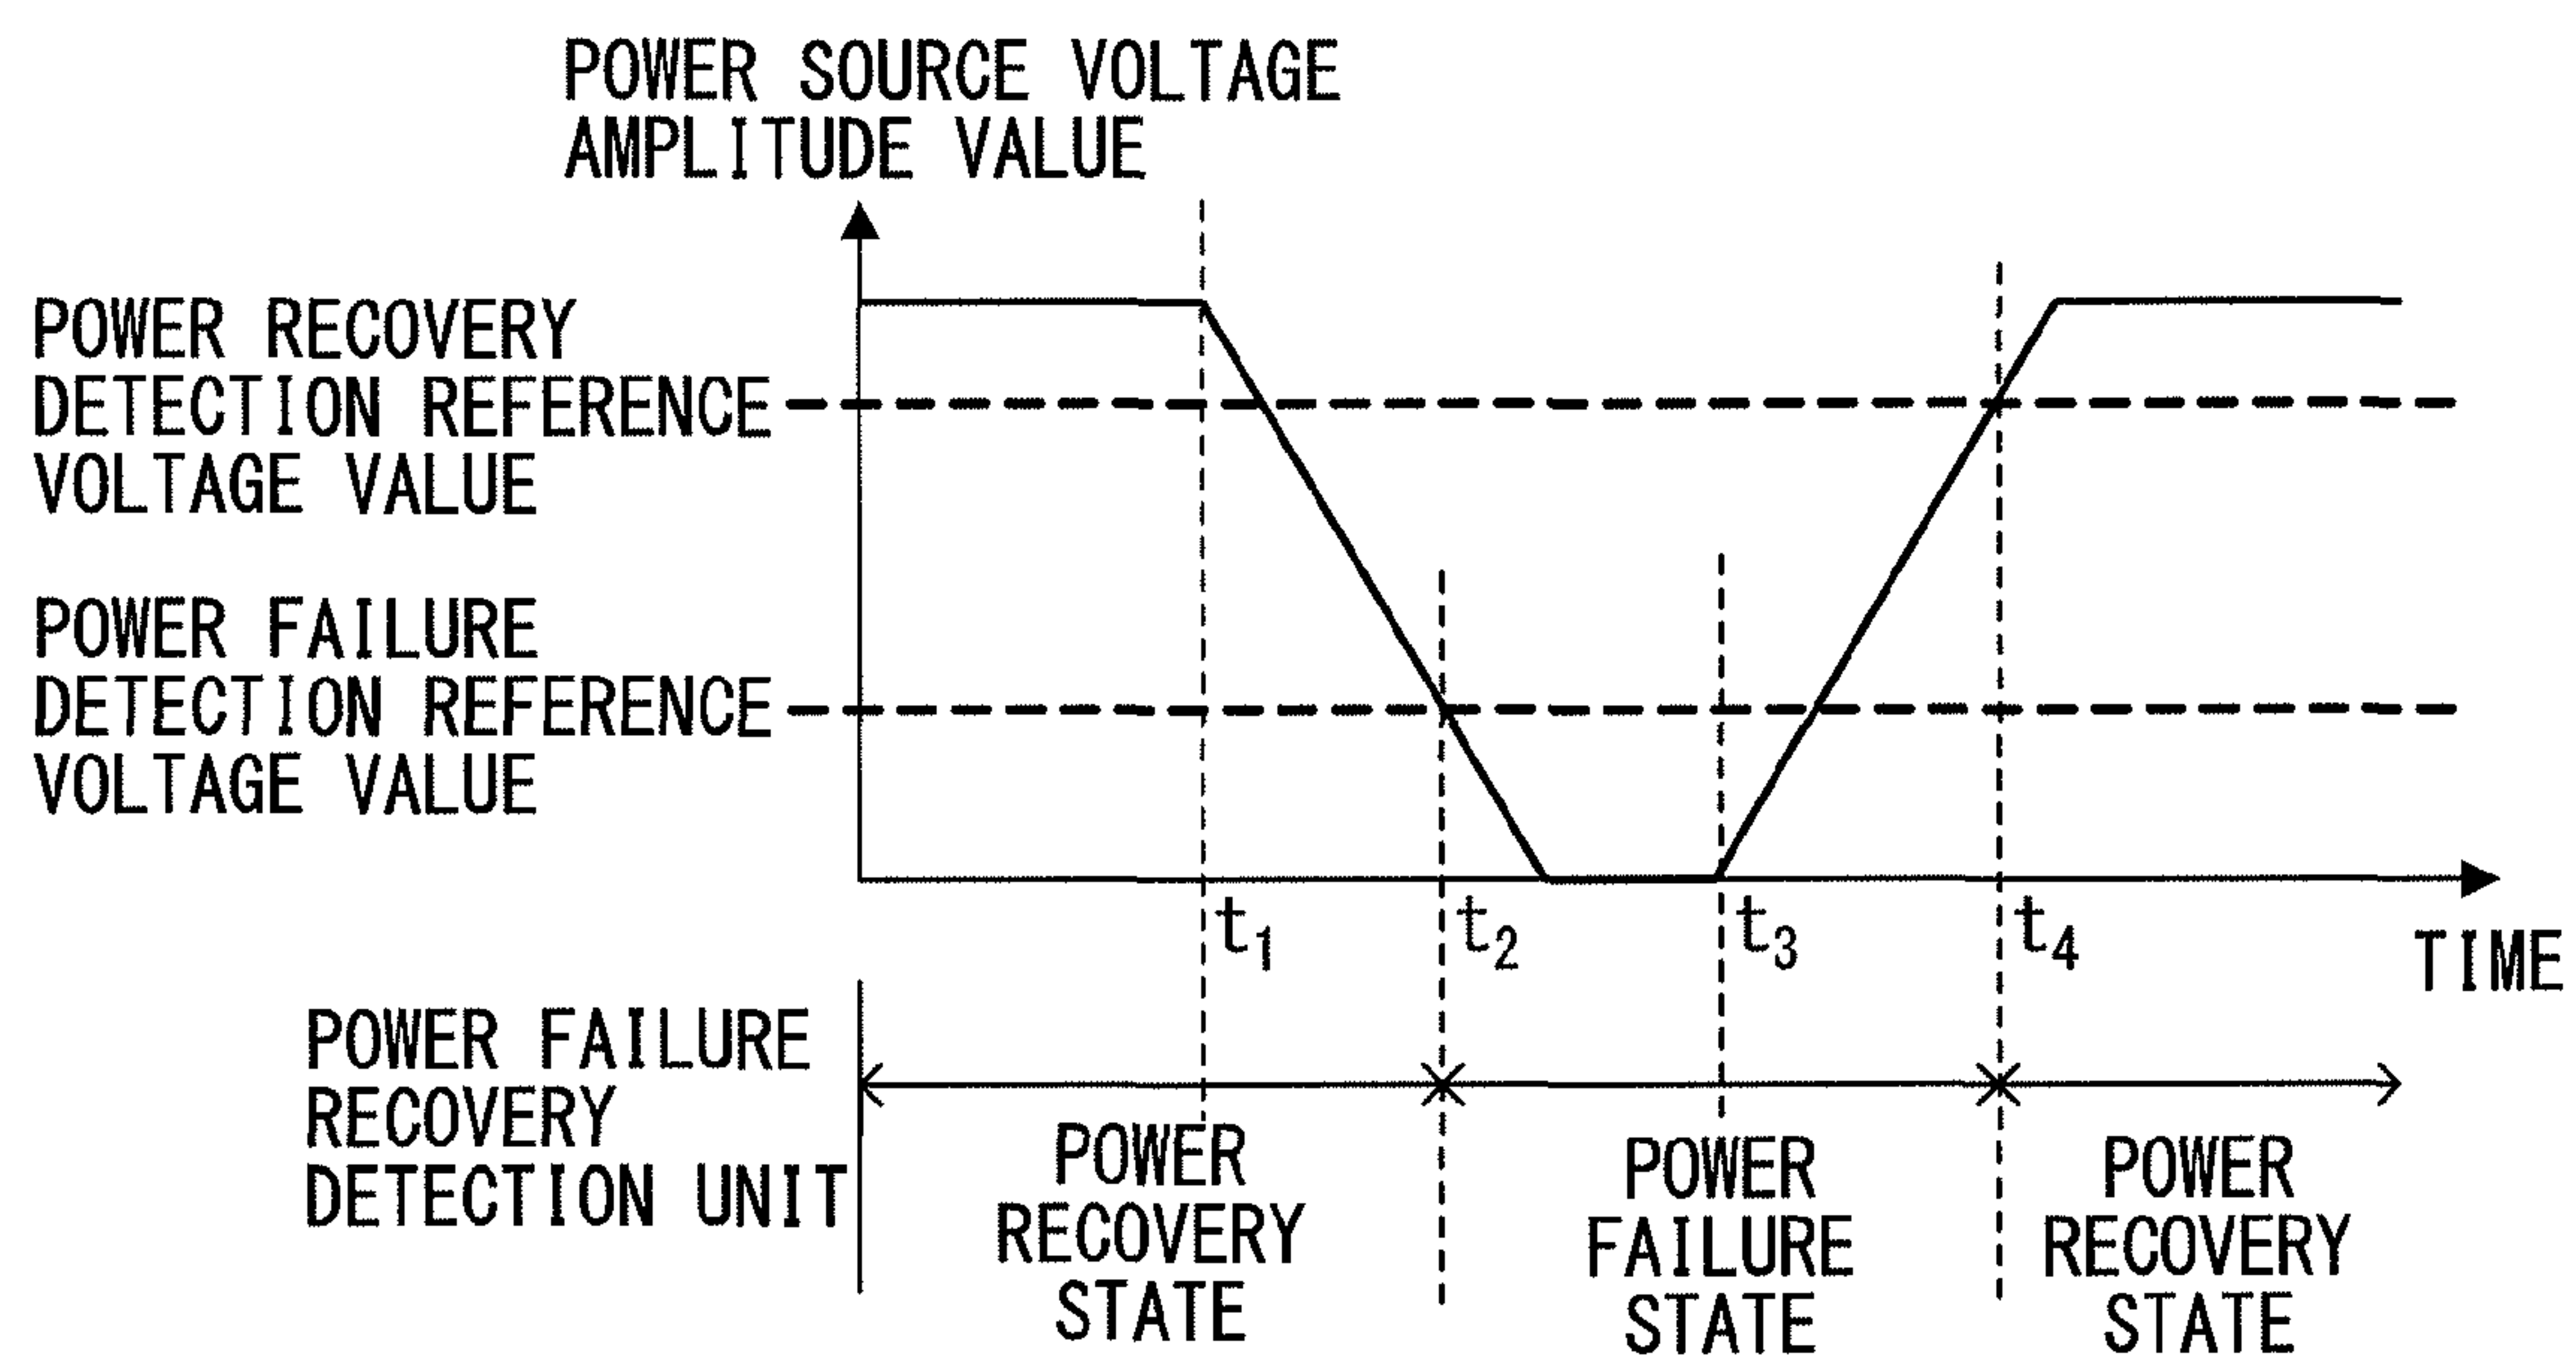 POWER SOURCE VOLTAGE
AMPLITUDE VALUE
POWER RECOVERY
DETECTION REFERENCE
VOLTAGE VALUE
POWER FAILURE
DETECTION REFERENCE
VOLTAGE VALUE
t1 t2 t3 t4
TIME
POWER FAILURE
RECOVERY
DETECTION UNIT
POWER
RECOVERY
STATE
POWER
FAILURE
STATE
POWER
RECOVERY
STATE